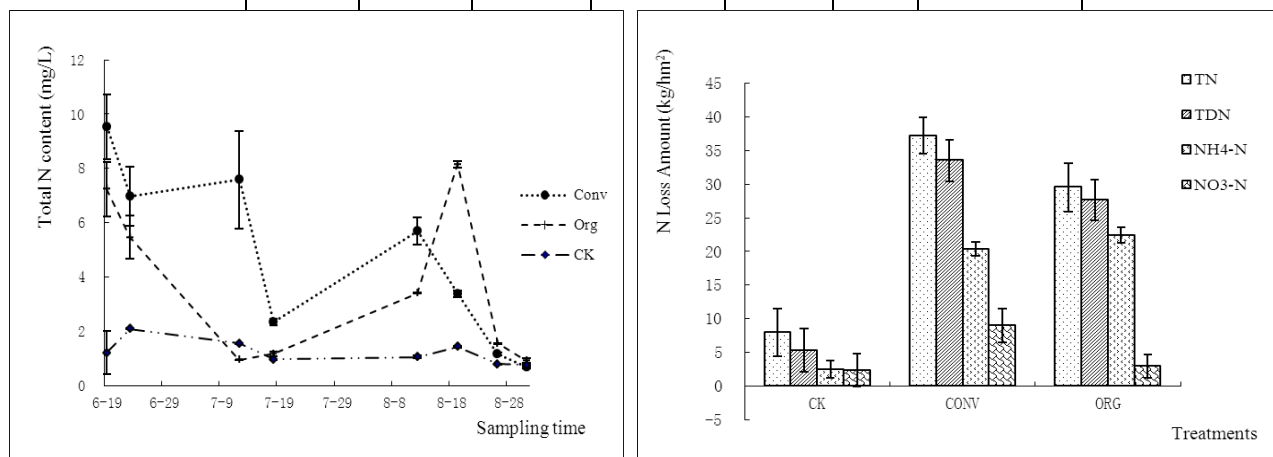 Total N content (mg/L)
12
10
8
6
4
2
0
6-19 6-29 7-9 7-19 7-29 8-8 8-18 8-28
Sampling time
Conv
Org
CK
N Loss Amount (kg/hm²)
45
40
35
30
25
20
15
10
5
0
-5
CK CONV ORG
Treatments
TN
TDN
NH4-N
NO3-N